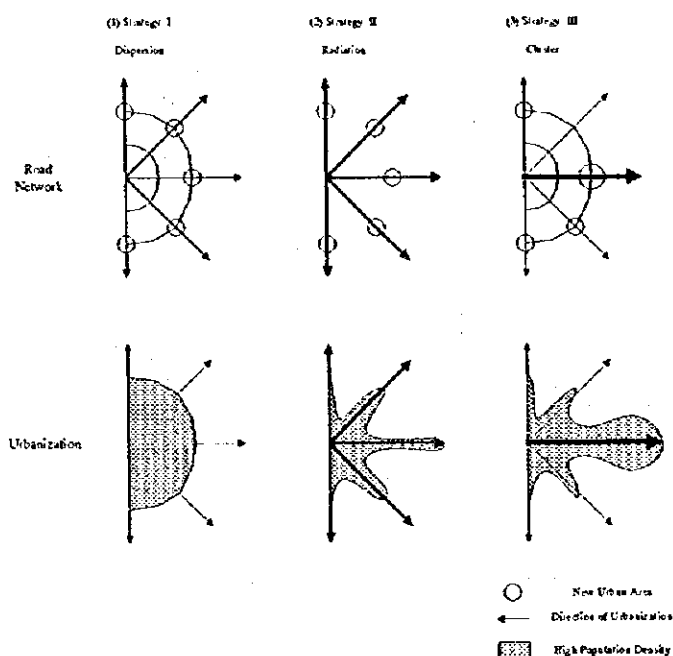 (1) Strategy I
(2) Strategy II
(3) Strategy III
Dispersion
Radiation
Cluster
Road
Network
Urbanization
New Urban Area
Direction of Urbanization
High Population Density